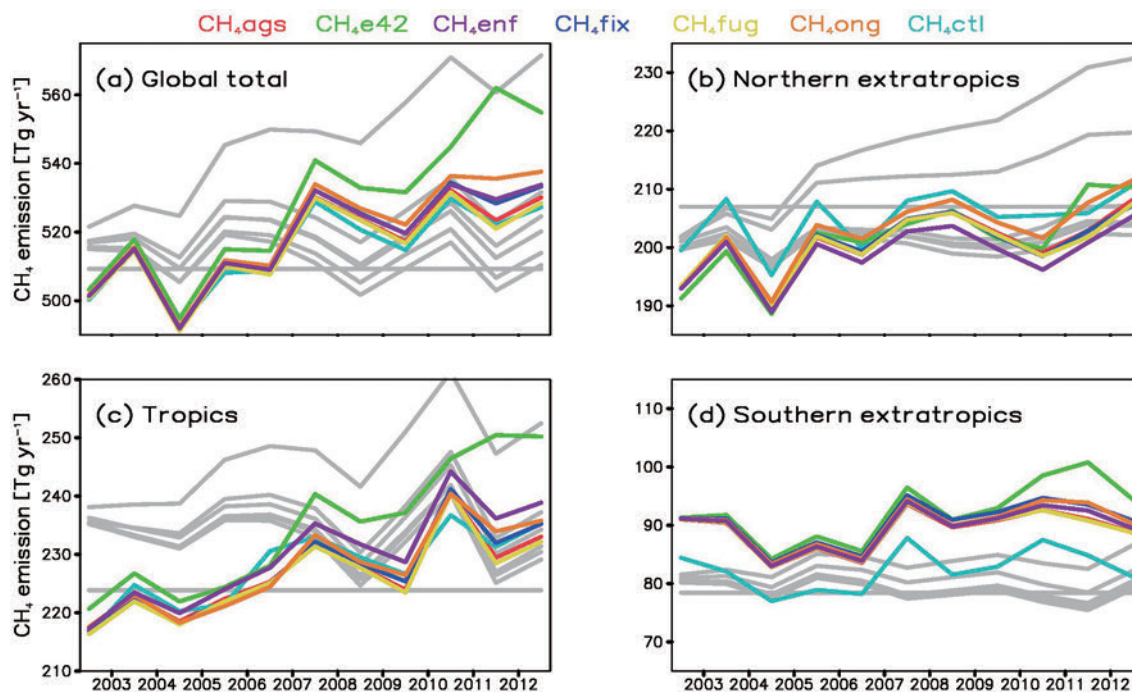 CH₄ags CH₄e42 CH₄enf CH₄fix CH₄fug CH₄ong CH₄ctl
(a) Global total
(b) Northern extratropics
CH₄ emission [Tg yr⁻¹]
560
540
520
500
230
220
210
200
190
(c) Tropics
(d) Southern extratropics
CH₄ emission [Tg yr⁻¹]
260
250
240
230
220
210
110
100
90
80
70
2003 2004 2005 2006 2007 2008 2009 2010 2011 2012
2003 2004 2005 2006 2007 2008 2009 2010 2011 2012